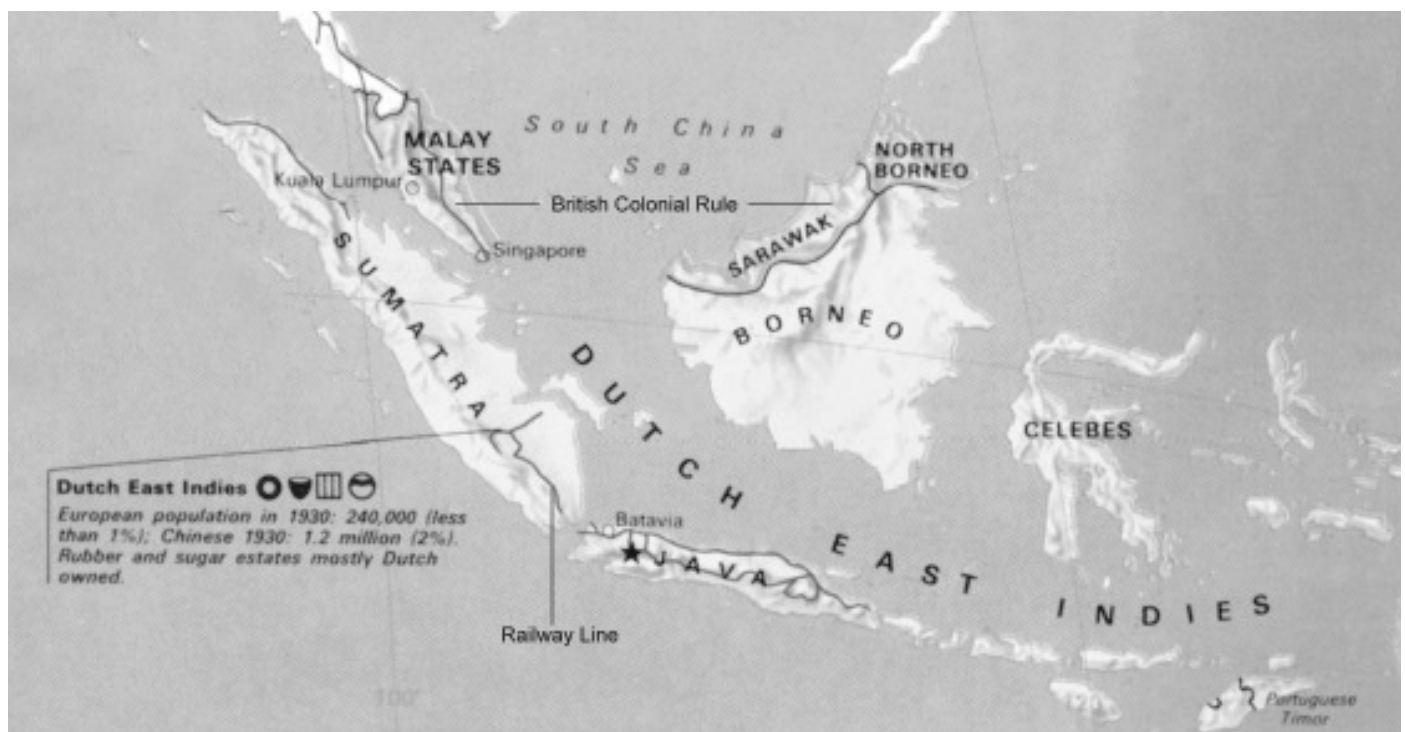 South China
Sea
MALAY
STATES
NORTH
BORNEO
Kuala Lumpur
British Colonial Rule
SARAWAK
Singapore
SUMATRA
BORNEO
DUTCH EAST INDIES
CELEBES
Dutch East Indies
European population in 1930: 240,000 (less
than 1%); Chinese 1930: 1.2 million (2%).
Rubber and sugar estates mostly Dutch
owned.
Batavia
JAVA
Railway Line
100°
Portuguese
Timor